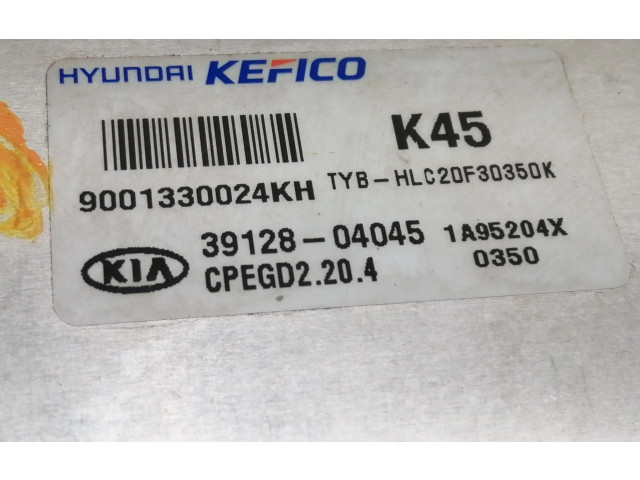 HYUNDAI KEFICO
K45
9001330024KH TYB-HLC20F30350K
KIA 39128-04045 1A95204X
CPEGD2.20.4 0350